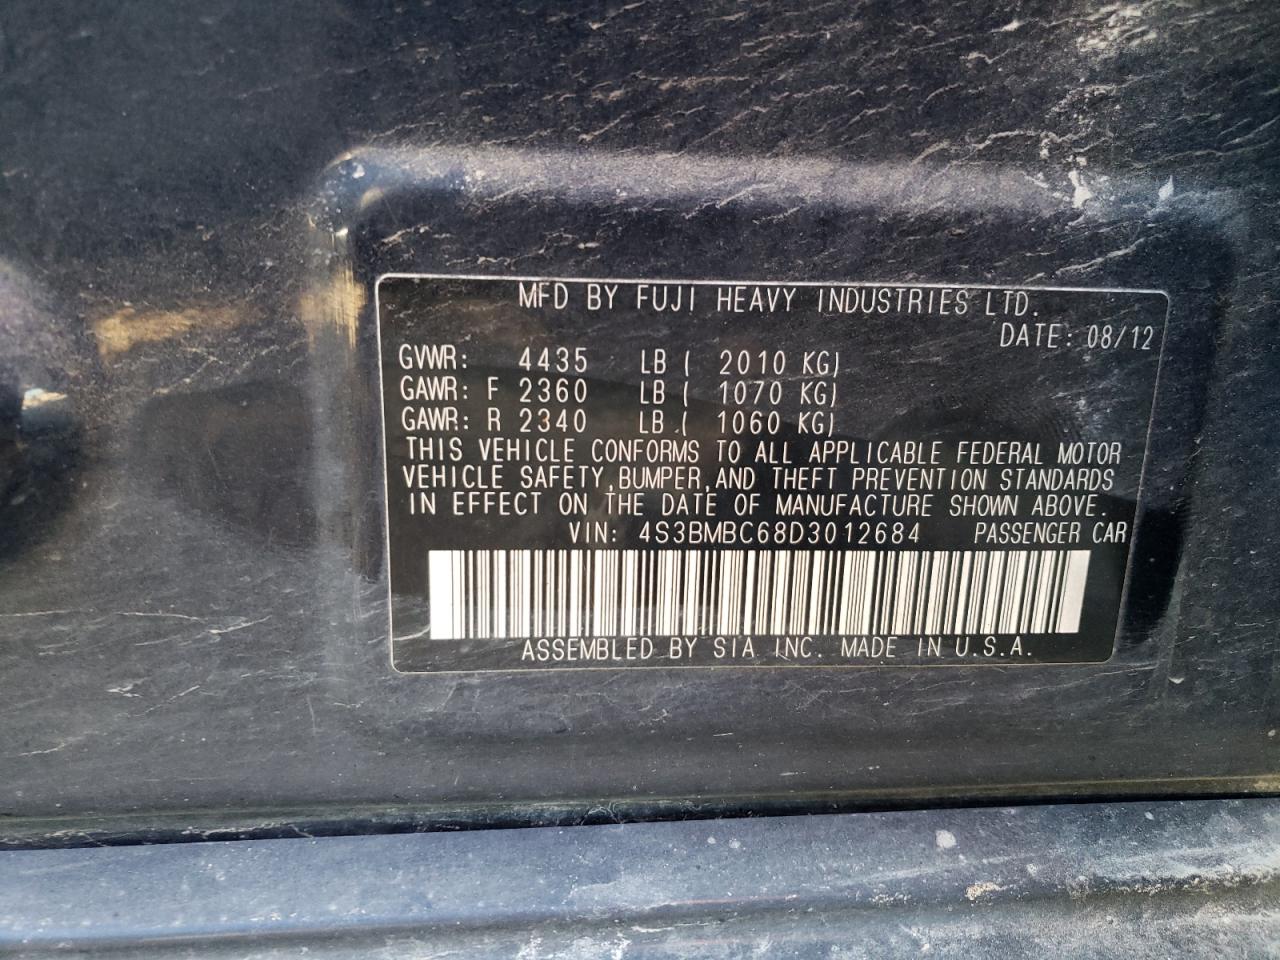 MFD BY FUJI HEAVY INDUSTRIES LTD.
DATE: 08/12
GVWR: 4435 LB ( 2010 KG)
GAWR: F 2360 LB ( 1070 KG)
GAWR: R 2340 LB ( 1060 KG)
THIS VEHICLE CONFORMS TO ALL APPLICABLE FEDERAL MOTOR
VEHICLE SAFETY, BUMPER, AND THEFT PREVENTION STANDARDS
IN EFFECT ON THE DATE OF MANUFACTURE SHOWN ABOVE.
VIN: 4S3BMBC68D3012684 PASSENGER CAR
ASSEMBLED BY SIA INC. MADE IN U.S.A.